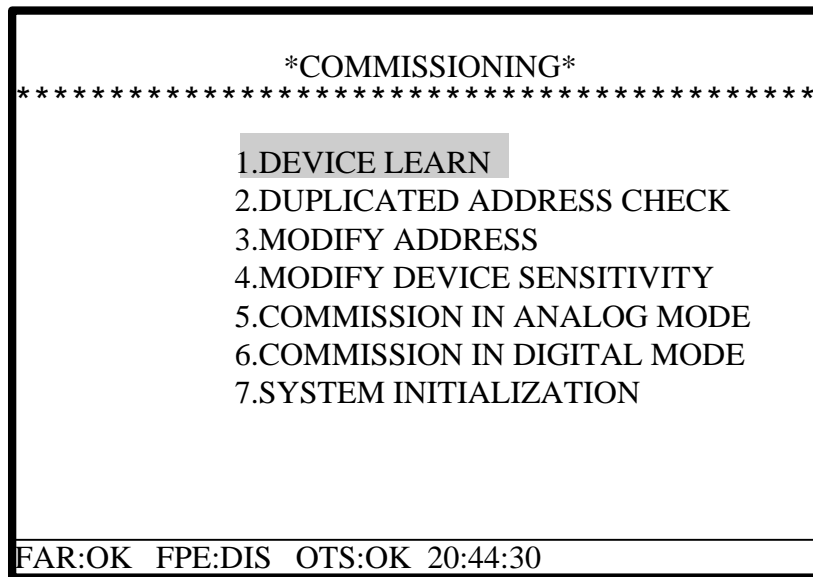 *COMMISSIONING*
*******************************************
1.DEVICE LEARN
2.DUPLICATED ADDRESS CHECK
3.MODIFY ADDRESS
4.MODIFY DEVICE SENSITIVITY
5.COMMISSION IN ANALOG MODE
6.COMMISSION IN DIGITAL MODE
7.SYSTEM INITIALIZATION
FAR:OK FPE:DIS OTS:OK 20:44:30